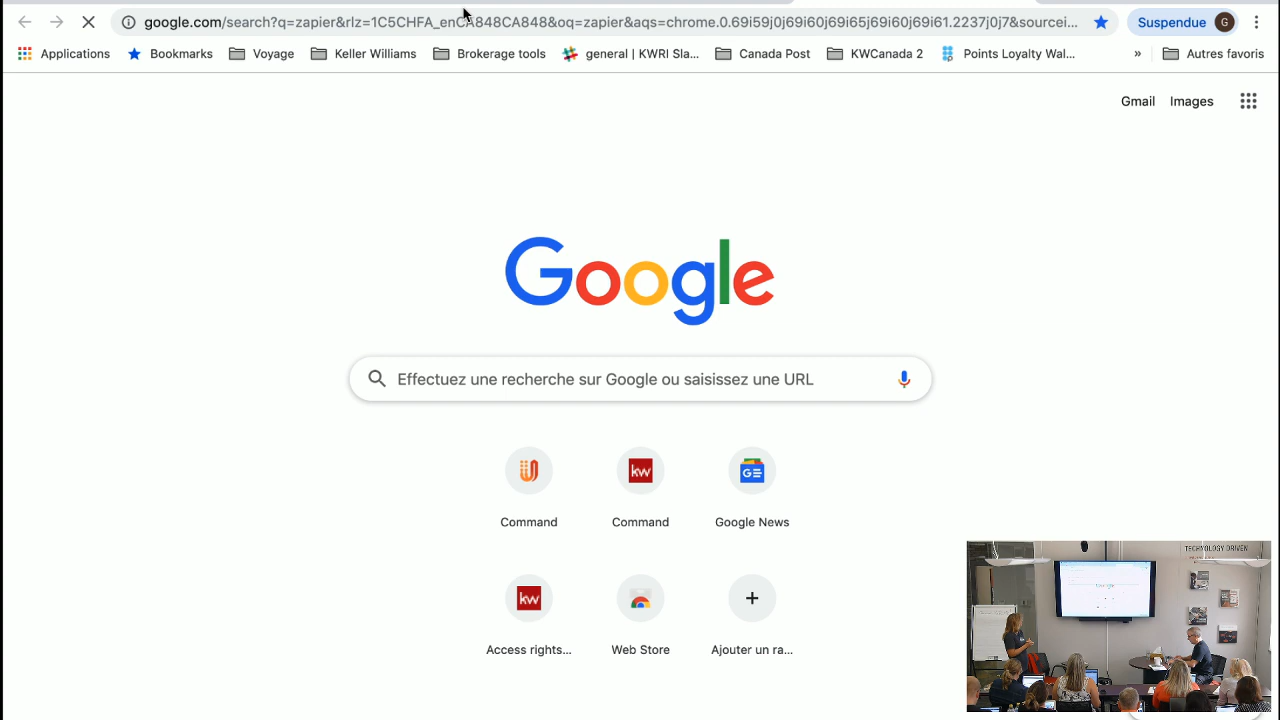 google.com/search?q=zapier&rlz=1C5CHFA_enCA848CA848&oq=zapier&aqs=chrome.0.69i59j0j69i60j69i65j69i60j69i61.2237j0j7&sourcei...
Suspendue
G
Applications
Bookmarks
Voyage
Keller Williams
Brokerage tools
general | KWRI Sla...
Canada Post
KWCanada 2
Points Loyalty Wal...
»
Autres favoris
Gmail
Images
Google
Effectuez une recherche sur Google ou saisissez une URL
kw
GE
Command
Command
Google News
kw
Access rights...
Web Store
Ajouter un ra...
TECHNOLOGY DRIVEN